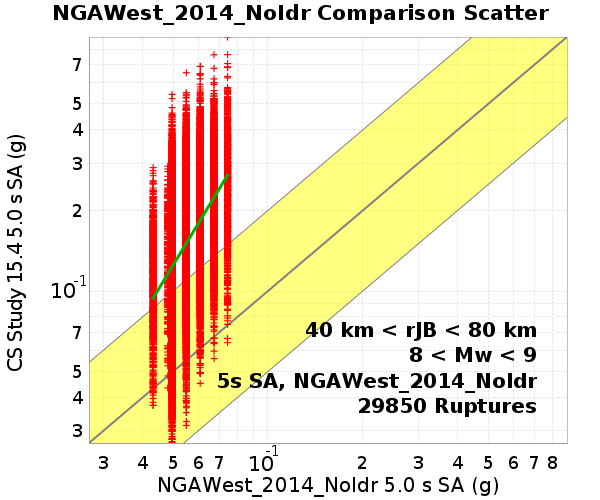 NGAWest_2014_NoIdr Comparison Scatter
CS Study 15.4 5.0 s SA (g)
7
5
4
3
2
10-1
7
5
4
3
40 km < rJB < 80 km
8 < Mw < 9
5s SA, NGAWest_2014_NoIdr
29850 Ruptures
3 4 5 6 7 10-1 2 3 4 5 6 7 8
NGAWest_2014_NoIdr 5.0 s SA (g)